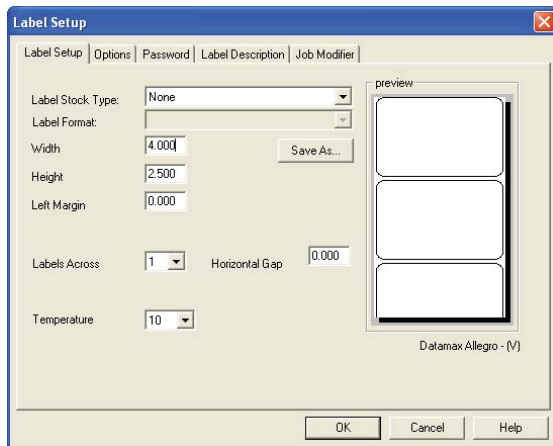 Label Setup
Label Setup Options Password Label Description Job Modifier
preview
Label Stock Type: None
Label Format:
Width 4.000 Save As...
Height 2.500
Left Margin 0.000
Labels Across 1 Horizontal Gap 0.000
Temperature 10
Datamax Allegro - (V)
OK Cancel Help